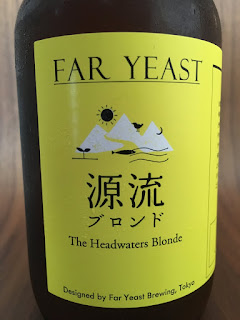 FAR YEAST
源流
ブロンド
The Headwaters Blonde
Designed by Far Yeast Brewing, Tokyo